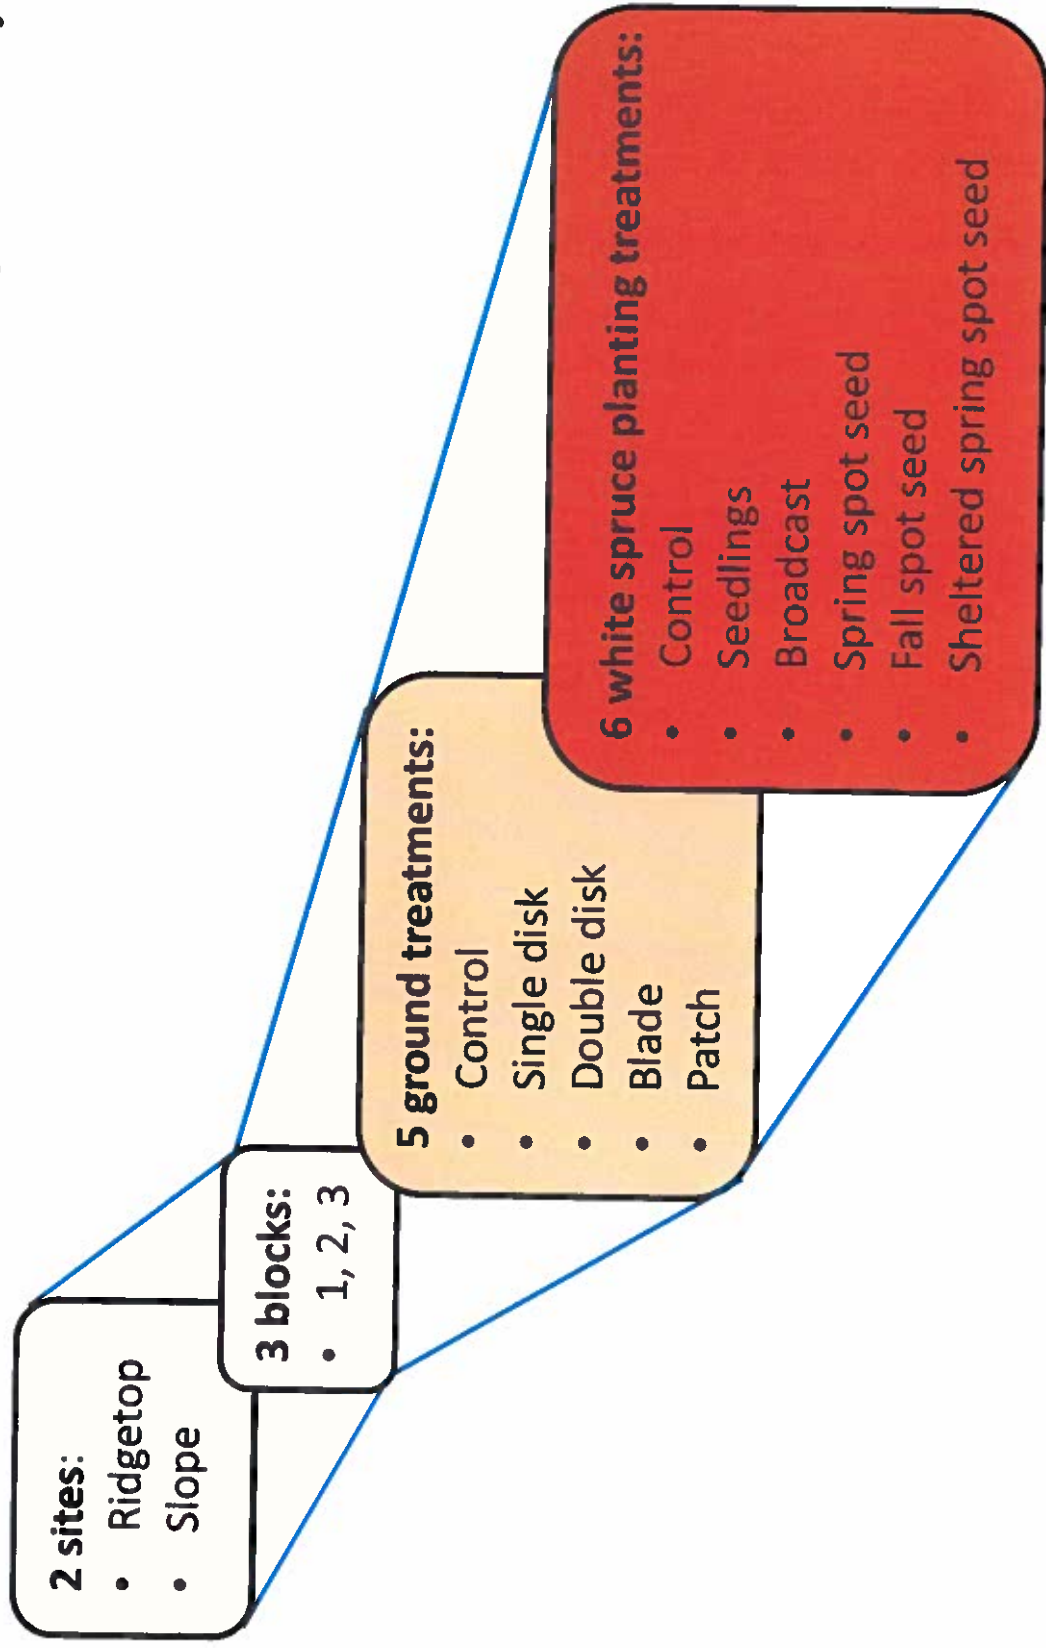 2 sites:
• Ridgetop
• Slope
3 blocks:
• 1, 2, 3
5 ground treatments:
• Control
• Single disk
• Double disk
• Blade
• Patch
6 white spruce planting treatments:
• Control
• Seedlings
• Broadcast
• Spring spot seed
• Fall spot seed
• Sheltered spring spot seed